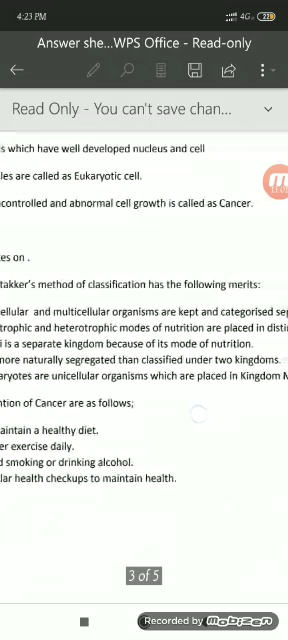 4:23 PM 4G 22
Answer she...WPS Office - Read-only
Read Only - You can't save chan...
s which have well developed nucleus and cell
les are called as Eukaryotic cell.
controlled and abnormal cell growth is called as Cancer.
es on .
takker's method of classification has the following merits:
ellular and multicellular organisms are kept and categorised se
trophic and heterotrophic modes of nutrition are placed in disti
i is a separate kingdom because of its mode of nutrition.
more naturally segregated than classified under two kingdoms.
aryotes are unicellular organisms which are placed in Kingdom
ntion of Cancer are as follows;
aintain a healthy diet.
er exercise daily.
d smoking or drinking alcohol.
lar health checkups to maintain health.
3 of 5
Recorded by mobizen